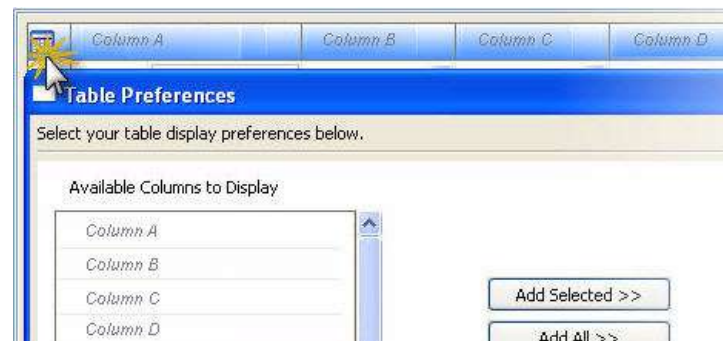 Column A Column B Column C Column D
Table Preferences
Select your table display preferences below.
Available Columns to Display
Column A
Column B
Column C
Column D
Add Selected >>
Add All >>